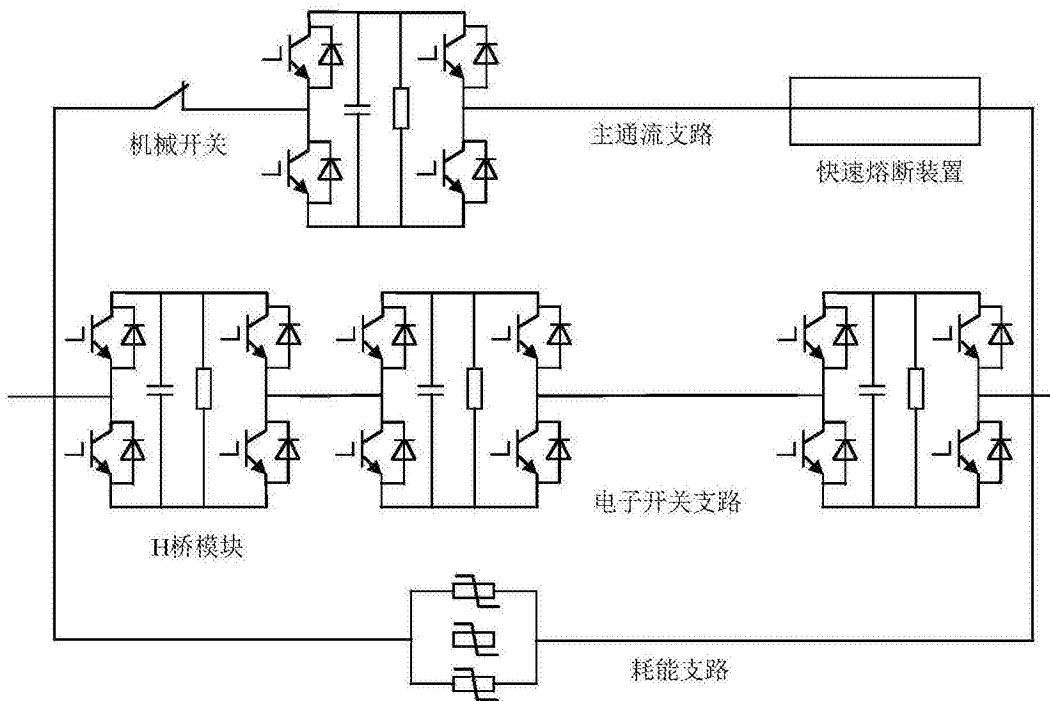 机械开关
主通流支路
快速熔断装置
电子开关支路
H桥模块
耗能支路